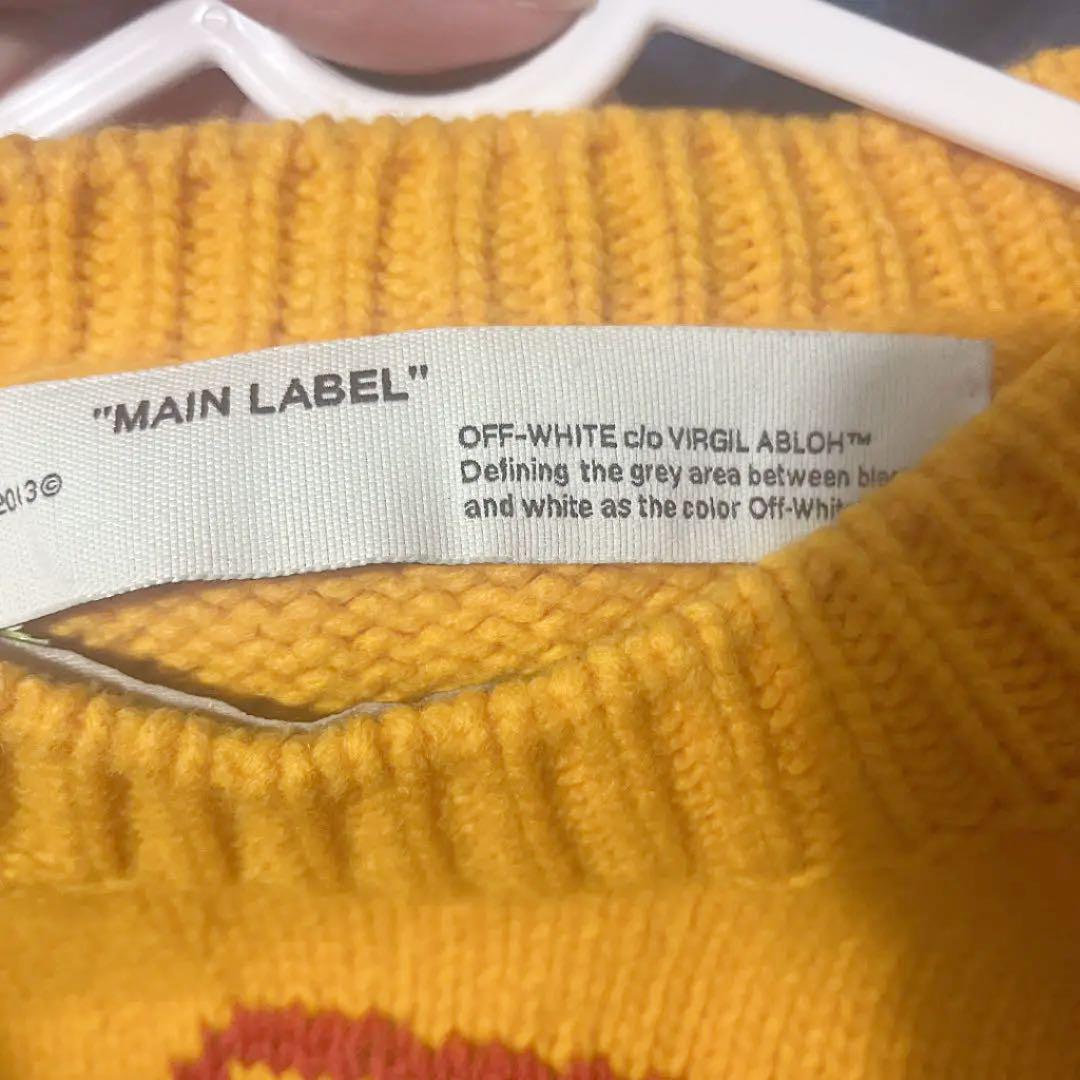 "MAIN LABEL"
2013©
OFF-WHITE c/o VIRGIL ABLOH™
Defining the grey area between
and white as the color